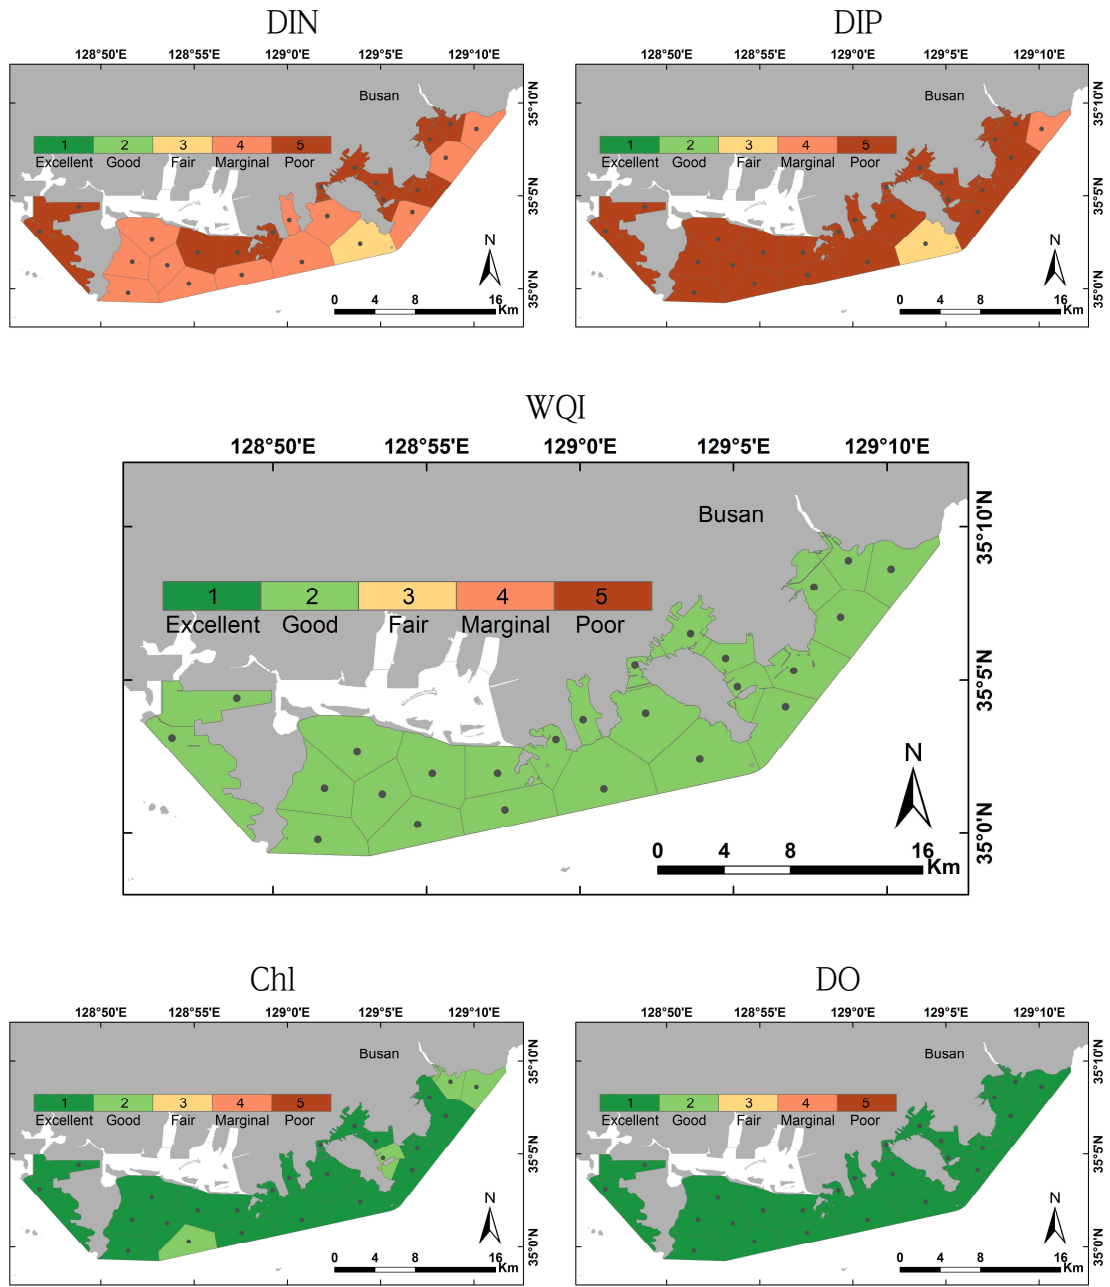 DIN
128°50'E 128°55'E 129°0'E 129°5'E 129°10'E
Busan
35°10'N
1 2 3 4 5
Excellent Good Fair Marginal Poor
35°5'N
N
35°0'N
0 4 8 16
Km
DIP
128°50'E 128°55'E 129°0'E 129°5'E 129°10'E
Busan
35°10'N
1 2 3 4 5
Excellent Good Fair Marginal Poor
35°5'N
N
35°0'N
0 4 8 16
Km
WQI
128°50'E 128°55'E 129°0'E 129°5'E 129°10'E
Busan
35°10'N
1 2 3 4 5
Excellent Good Fair Marginal Poor
35°5'N
N
35°0'N
0 4 8 16
Km
Chl
128°50'E 128°55'E 129°0'E 129°5'E 129°10'E
Busan
35°10'N
1 2 3 4 5
Excellent Good Fair Marginal Poor
35°5'N
N
35°0'N
0 4 8 16
Km
DO
128°50'E 128°55'E 129°0'E 129°5'E 129°10'E
Busan
35°10'N
1 2 3 4 5
Excellent Good Fair Marginal Poor
35°5'N
N
35°0'N
0 4 8 16
Km